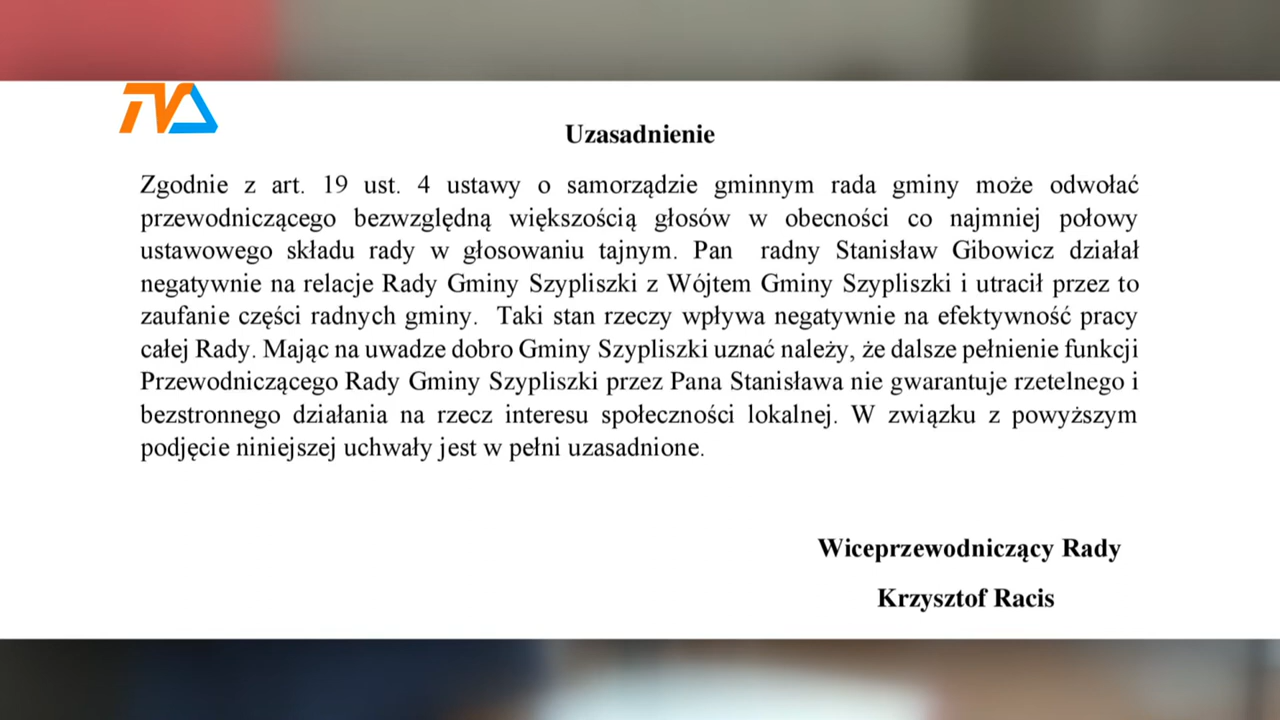 TVA
Uzasadnienie
Zgodnie z art. 19 ust. 4 ustawy o samorządzie gminnym rada gminy może odwołać
przewodniczącego bezwzględną większością głosów w obecności co najmniej połowy
ustawowego składu rady w głosowaniu tajnym. Pan radny Stanisław Gibowicz działał
negatywnie na relacje Rady Gminy Szypliszki z Wójtem Gminy Szypliszki i utracił przez to
zaufanie części radnych gminy. Taki stan rzeczy wpływa negatywnie na efektywność pracy
całej Rady. Mając na uwadze dobro Gminy Szypliszki uznać należy, że dalsze pełnienie funkcji
Przewodniczącego Rady Gminy Szypliszki przez Pana Stanisława nie gwarantuje rzetelnego i
bezstronnego działania na rzecz interesu społeczności lokalnej. W związku z powyższym
podjęcie niniejszej uchwały jest w pełni uzasadnione.
Wiceprzewodniczący Rady
Krzysztof Racis